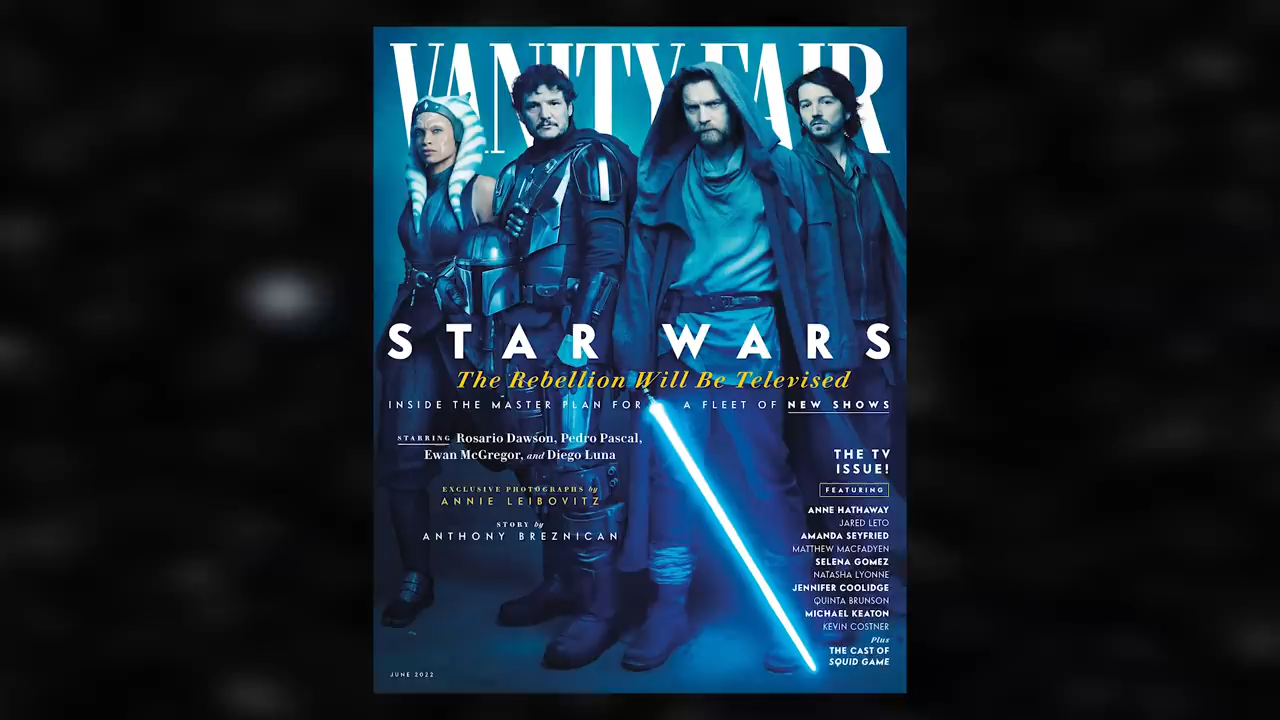 VANITY FAIR
STAR WARS
The Rebellion Will Be Televised
INSIDE THE MASTER PLAN FOR A FLEET OF NEW SHOWS
STARRING Rosario Dawson, Pedro Pascal,
Ewan McGregor, and Diego Luna
EXCLUSIVE PHOTOGRAPHS by
ANNIE LEIBOVITZ
STORY by
ANTHONY BREZNICAN
THE TV
ISSUE!
FEATURING
ANNE HATHAWAY
JARED LETO
AMANDA SEYFRIED
MATTHEW MACFADYEN
SELENA GOMEZ
NATASHA LYONNE
JENNIFER COOLIDGE
QUINTA BRUNSON
MICHAEL KEATON
KEVIN COSTNER
Plus
THE CAST OF
SQUID GAME
JUNE 2022